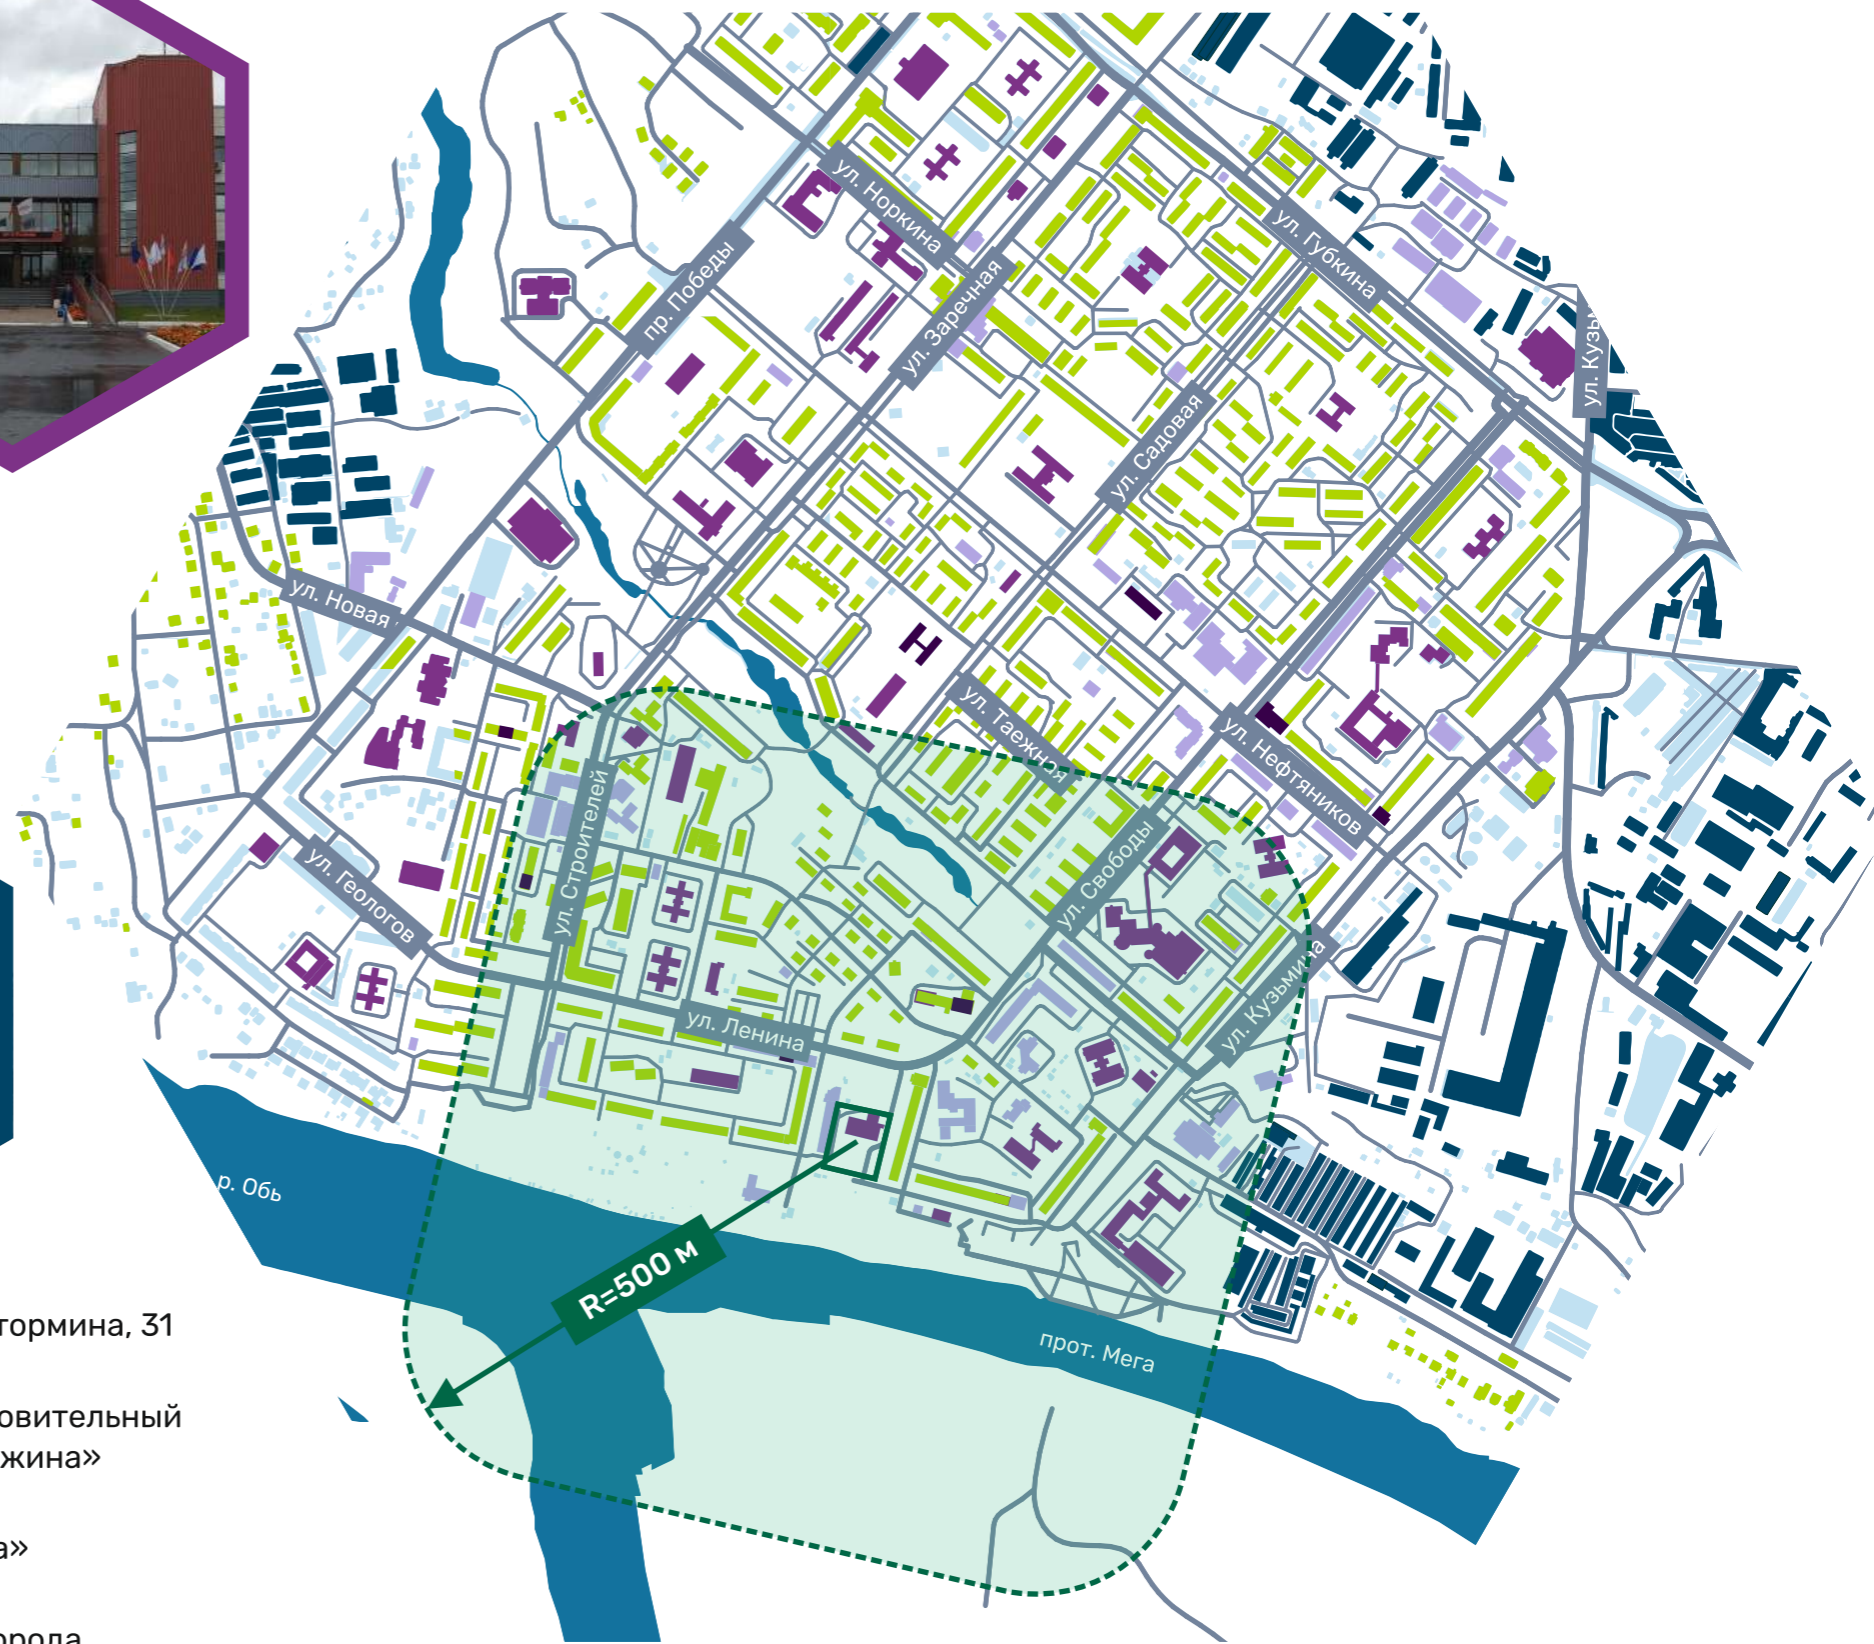 ул. Норкина
ул. Губкина
пр. Победы
ул. Заречная
ул. Кузьм
ул. Садовая
ул. Новая
ул. Таежная
ул. Нефтяников
ул. Строителей
ул. Свободы
ул. Геологов
ул. Кузьмина
ул. Ленина
р. Обь
R=500 м
прот. Мега
тормина, 31
овительный
жина»
а»
орода